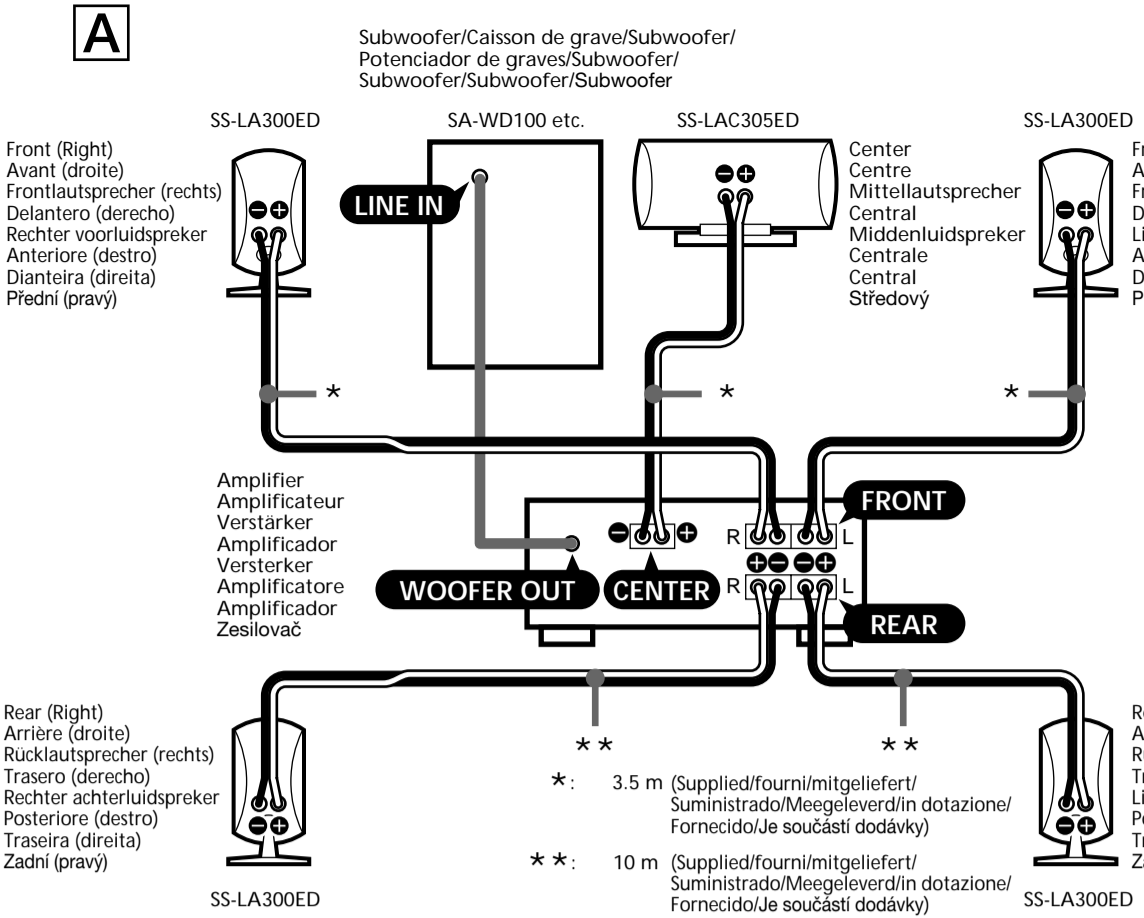 A
Subwoofer/Caisson de grave/Subwoofer/
Potenciador de graves/Subwoofer/
Subwoofer/Subwoofer/Subwoofer
SS-LA300ED
SA-WD100 etc.
SS-LAC305ED
SS-LA300ED
Front (Right)
Avant (droite)
Frontlautsprecher (rechts)
Delantero (derecho)
Rechter voorluidspreker
Anteriore (destro)
Dianteira (direita)
Přední (pravý)
LINE IN
Center
Centre
Mittellautsprecher
Central
Middenluidspreker
Centrale
Central
Středový
*
*
*
Amplifier
Amplificateur
Verstärker
Amplificador
Versterker
Amplificatore
Amplificador
Zesilovač
FRONT
R
L
WOOFER OUT
CENTER
R
L
REAR
Rear (Right)
Arrière (droite)
Rücklautsprecher (rechts)
Trasero (derecho)
Rechter achterluidspreker
Posteriore (destro)
Traseira (direita)
Zadní (pravý)
SS-LA300ED
**
**
*: 3.5 m (Supplied/fourni/mitgeliefert/
Suministrado/Meegeleverd/in dotazione/
Fornecido/Je součástí dodávky)
**: 10 m (Supplied/fourni/mitgeliefert/
Suministrado/Meegeleverd/in dotazione/
Fornecido/Je součástí dodávky)
SS-LA300ED